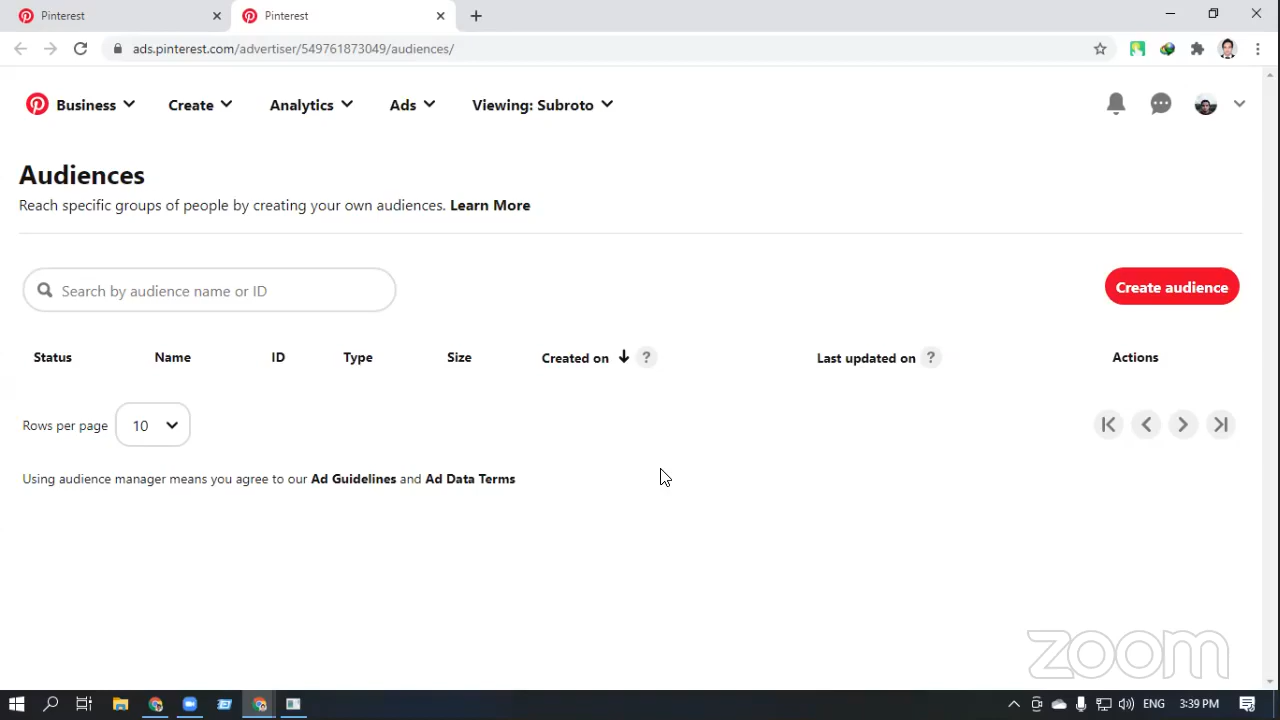 Pinterest
Pinterest
ads.pinterest.com/advertiser/549761873049/audiences/
Business Create Analytics Ads Viewing: Subroto
Audiences
Reach specific groups of people by creating your own audiences. Learn More
Search by audience name or ID
Create audience
Status Name ID Type Size Created on ? Last updated on ? Actions
Rows per page 10
Using audience manager means you agree to our Ad Guidelines and Ad Data Terms
zoom
ENG 3:39 PM